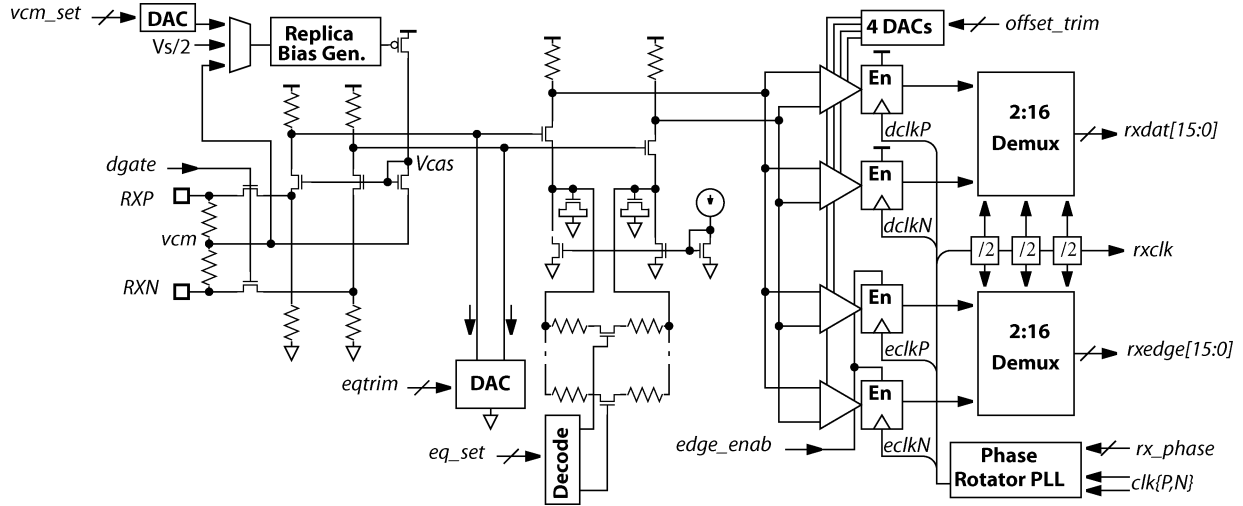 vcm_set
DAC
Vs/2
Replica
Bias Gen.
4 DACs
offset_trim
En
dclkP
2:16
Demux
rxdat[15:0]
dgate
Vcas
RXP
vcm
RXN
En
dclkN
/2
/2
/2
rxclk
En
eclkP
2:16
Demux
rxedge[15:0]
eqtrim
DAC
En
eclkN
edge_enab
eq_set
Decode
Phase
Rotator PLL
rx_phase
clk{P,N}